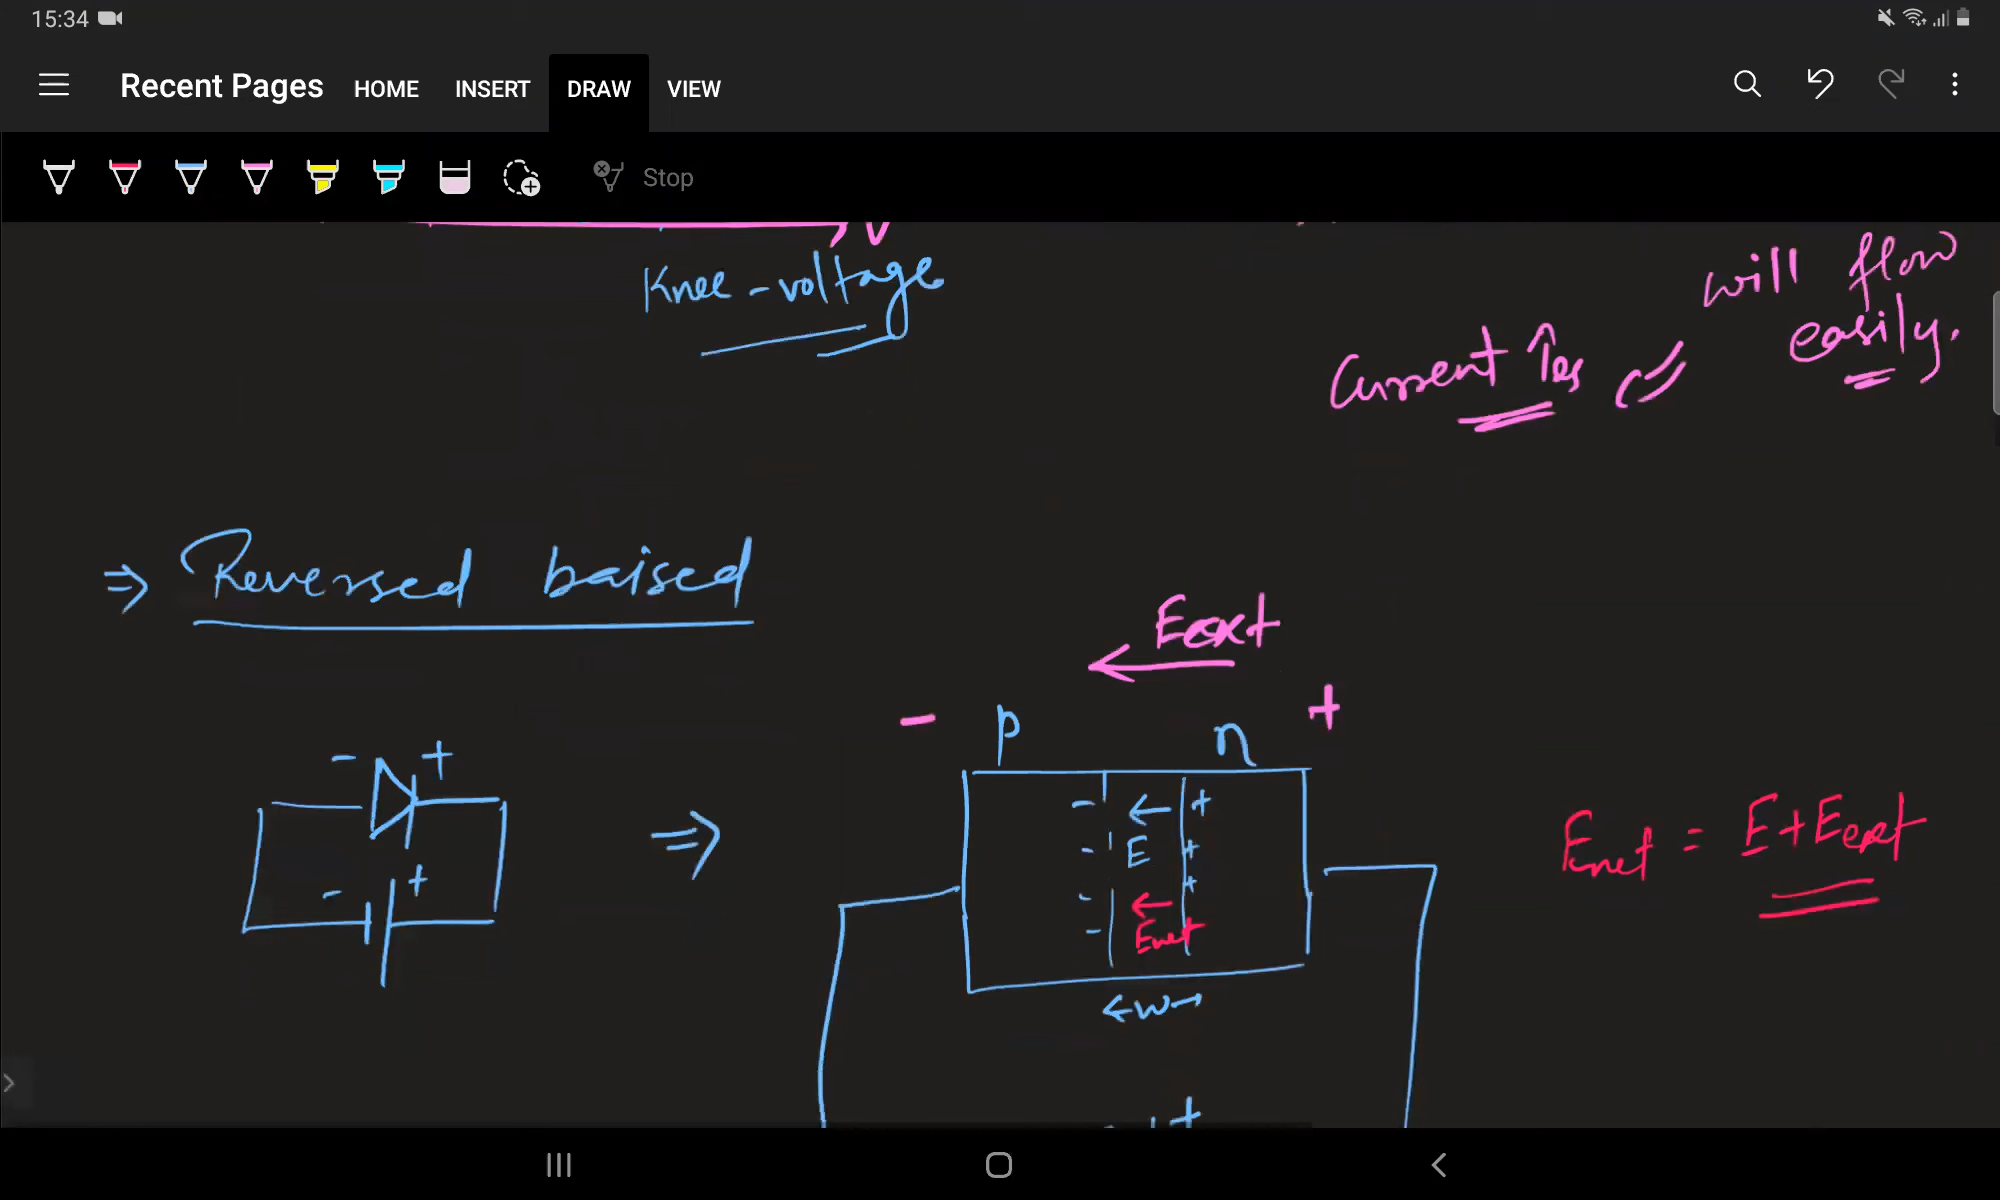 15:34
Recent Pages HOME INSERT DRAW VIEW
Stop
V
Knee-voltage
will flow
easily.
Current ↑es
⇒ Reversed baised
Eext
- p n +
- +
- +
⇒
- ← +
- E +
- ← +
- Enet
Enet = E+Eext
←w→
+